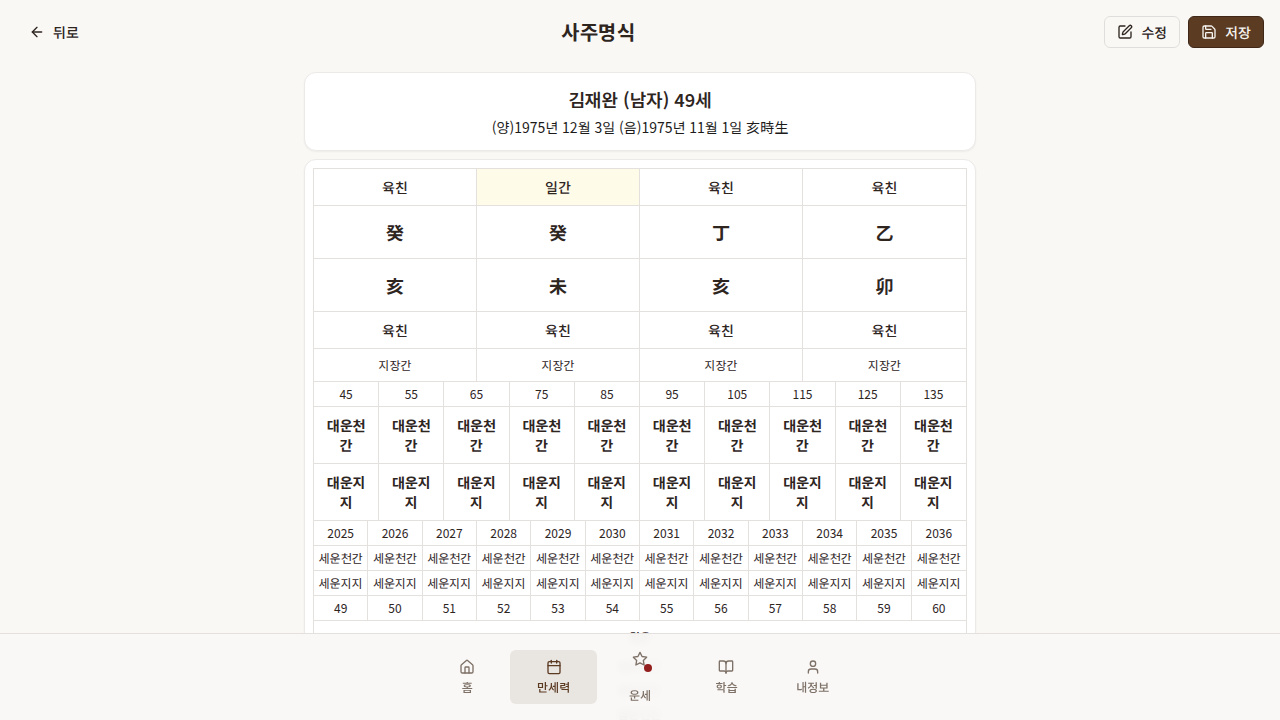 뒤로
사주명식
수정
저장
김재완 (남자) 49세
(양)1975년 12월 3일 (음)1975년 11월 1일 亥時生
육친 일간 육친 육친
癸 癸 丁 乙
亥 未 亥 卯
육친 육친 육친 육친
지장간 지장간 지장간 지장간
45 55 65 75 85 95 105 115 125 135
대운천간 대운천간 대운천간 대운천간 대운천간 대운천간 대운천간 대운천간 대운천간 대운천간
대운지지 대운지지 대운지지 대운지지 대운지지 대운지지 대운지지 대운지지 대운지지 대운지지
2025 2026 2027 2028 2029 2030 2031 2032 2033 2034 2035 2036
세운천간 세운천간 세운천간 세운천간 세운천간 세운천간 세운천간 세운천간 세운천간 세운천간 세운천간 세운천간
세운지지 세운지지 세운지지 세운지지 세운지지 세운지지 세운지지 세운지지 세운지지 세운지지 세운지지 세운지지
49 50 51 52 53 54 55 56 57 58 59 60
홈 만세력 운세 학습 내정보